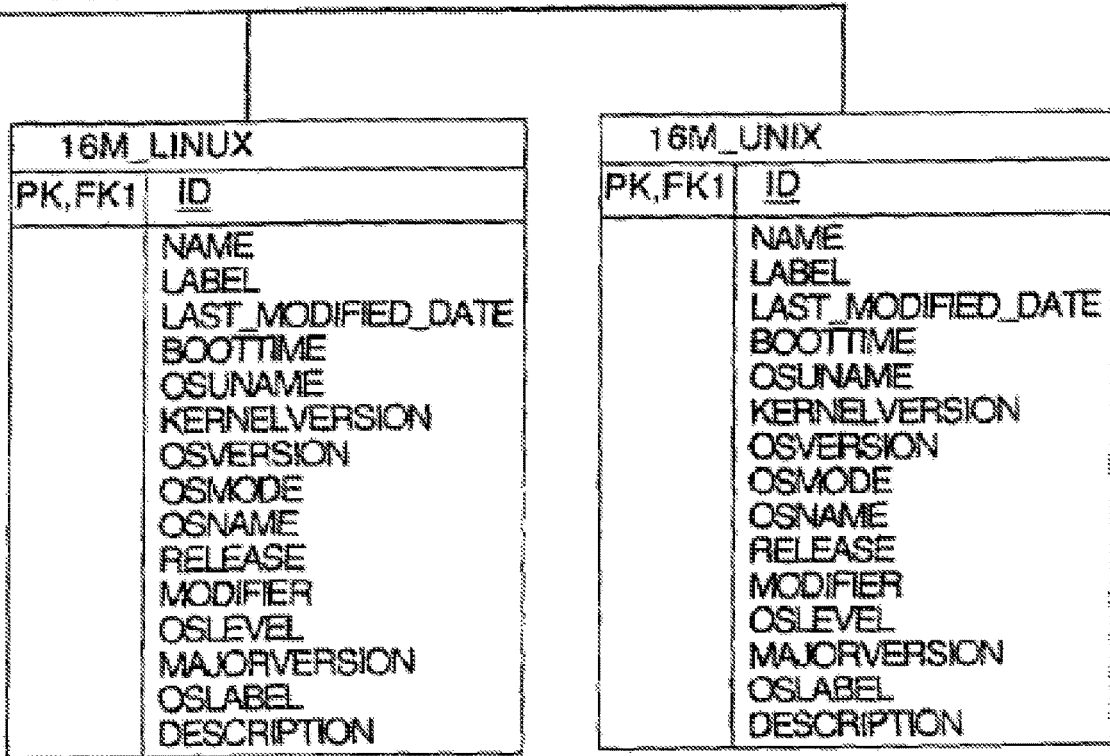 16M_LINUX
PK,FK1 ID
NAME
LABEL
LAST_MODIFIED_DATE
BOOTTIME
OSUNAME
KERNELVERSION
OSVERSION
OSMODE
OSNAME
RELEASE
MODIFIER
OSLEVEL
MAJORVERSION
OSLABEL
DESCRIPTION
16M_UNIX
PK,FK1 ID
NAME
LABEL
LAST_MODIFIED_DATE
BOOTTIME
OSUNAME
KERNELVERSION
OSVERSION
OSMODE
OSNAME
RELEASE
MODIFIER
OSLEVEL
MAJORVERSION
OSLABEL
DESCRIPTION